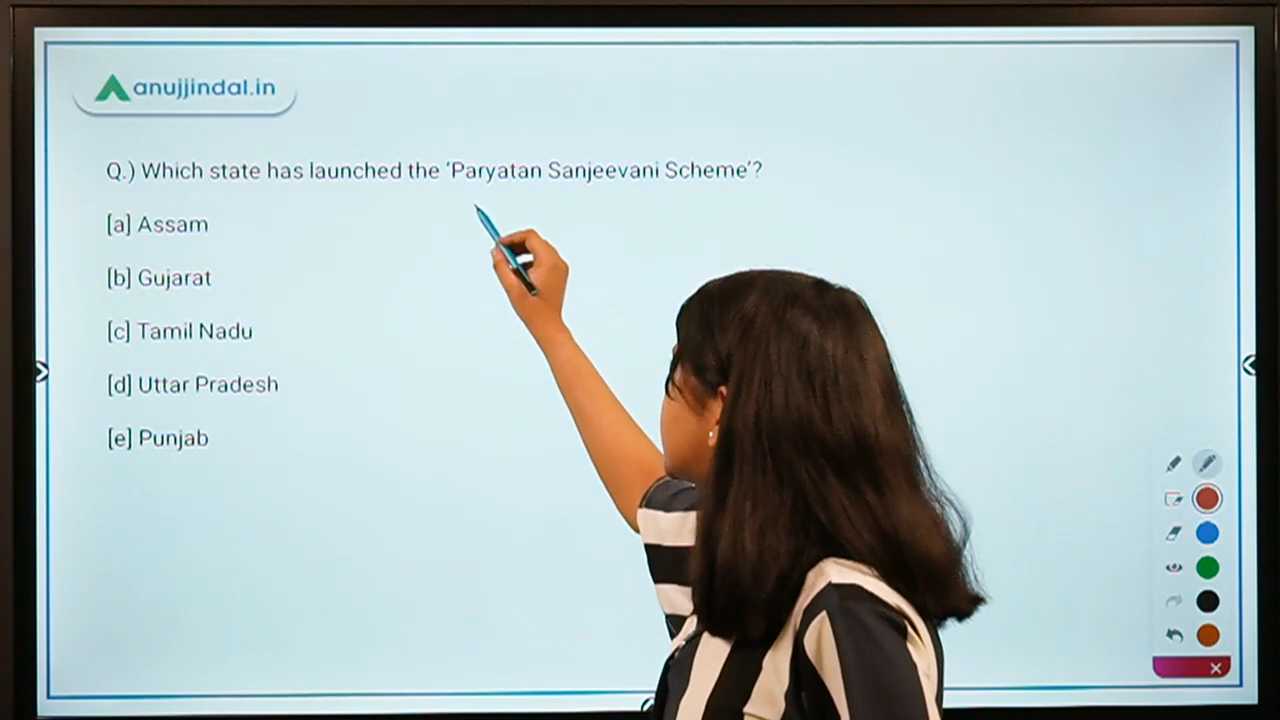 anujjindal.in
Q.) Which state has launched the ‘Paryatan Sanjeevani Scheme’?
[a] Assam
[b] Gujarat
[c] Tamil Nadu
[d] Uttar Pradesh
[e] Punjab